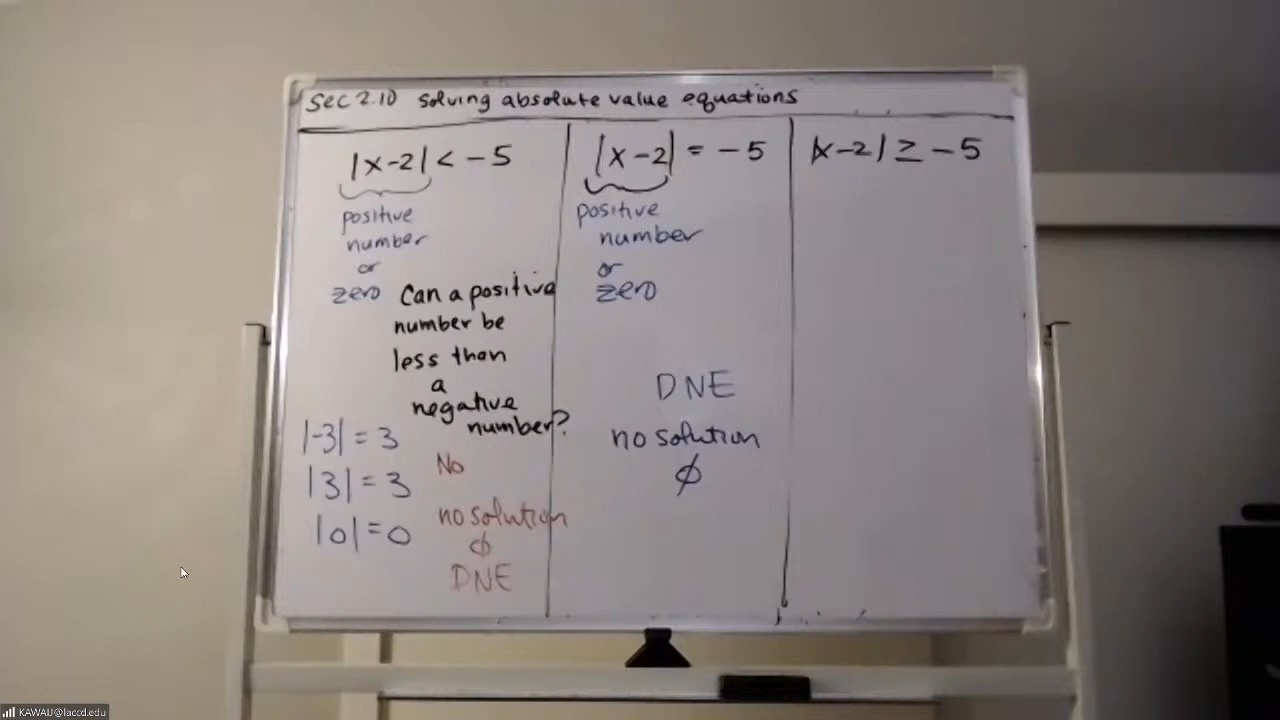 Sec 2.10 Solving absolute value equations
|x-2| < -5
positive
number
or
zero
Can a positive
number be
less than
a
negative
number?
|-3| = 3
|3| = 3
|0| = 0
No
no solution
∅
DNE
|x-2| = -5
positive
number
or
zero
DNE
no solution
∅
|x-2| ≥ -5
KAWAIJ@laccd.edu